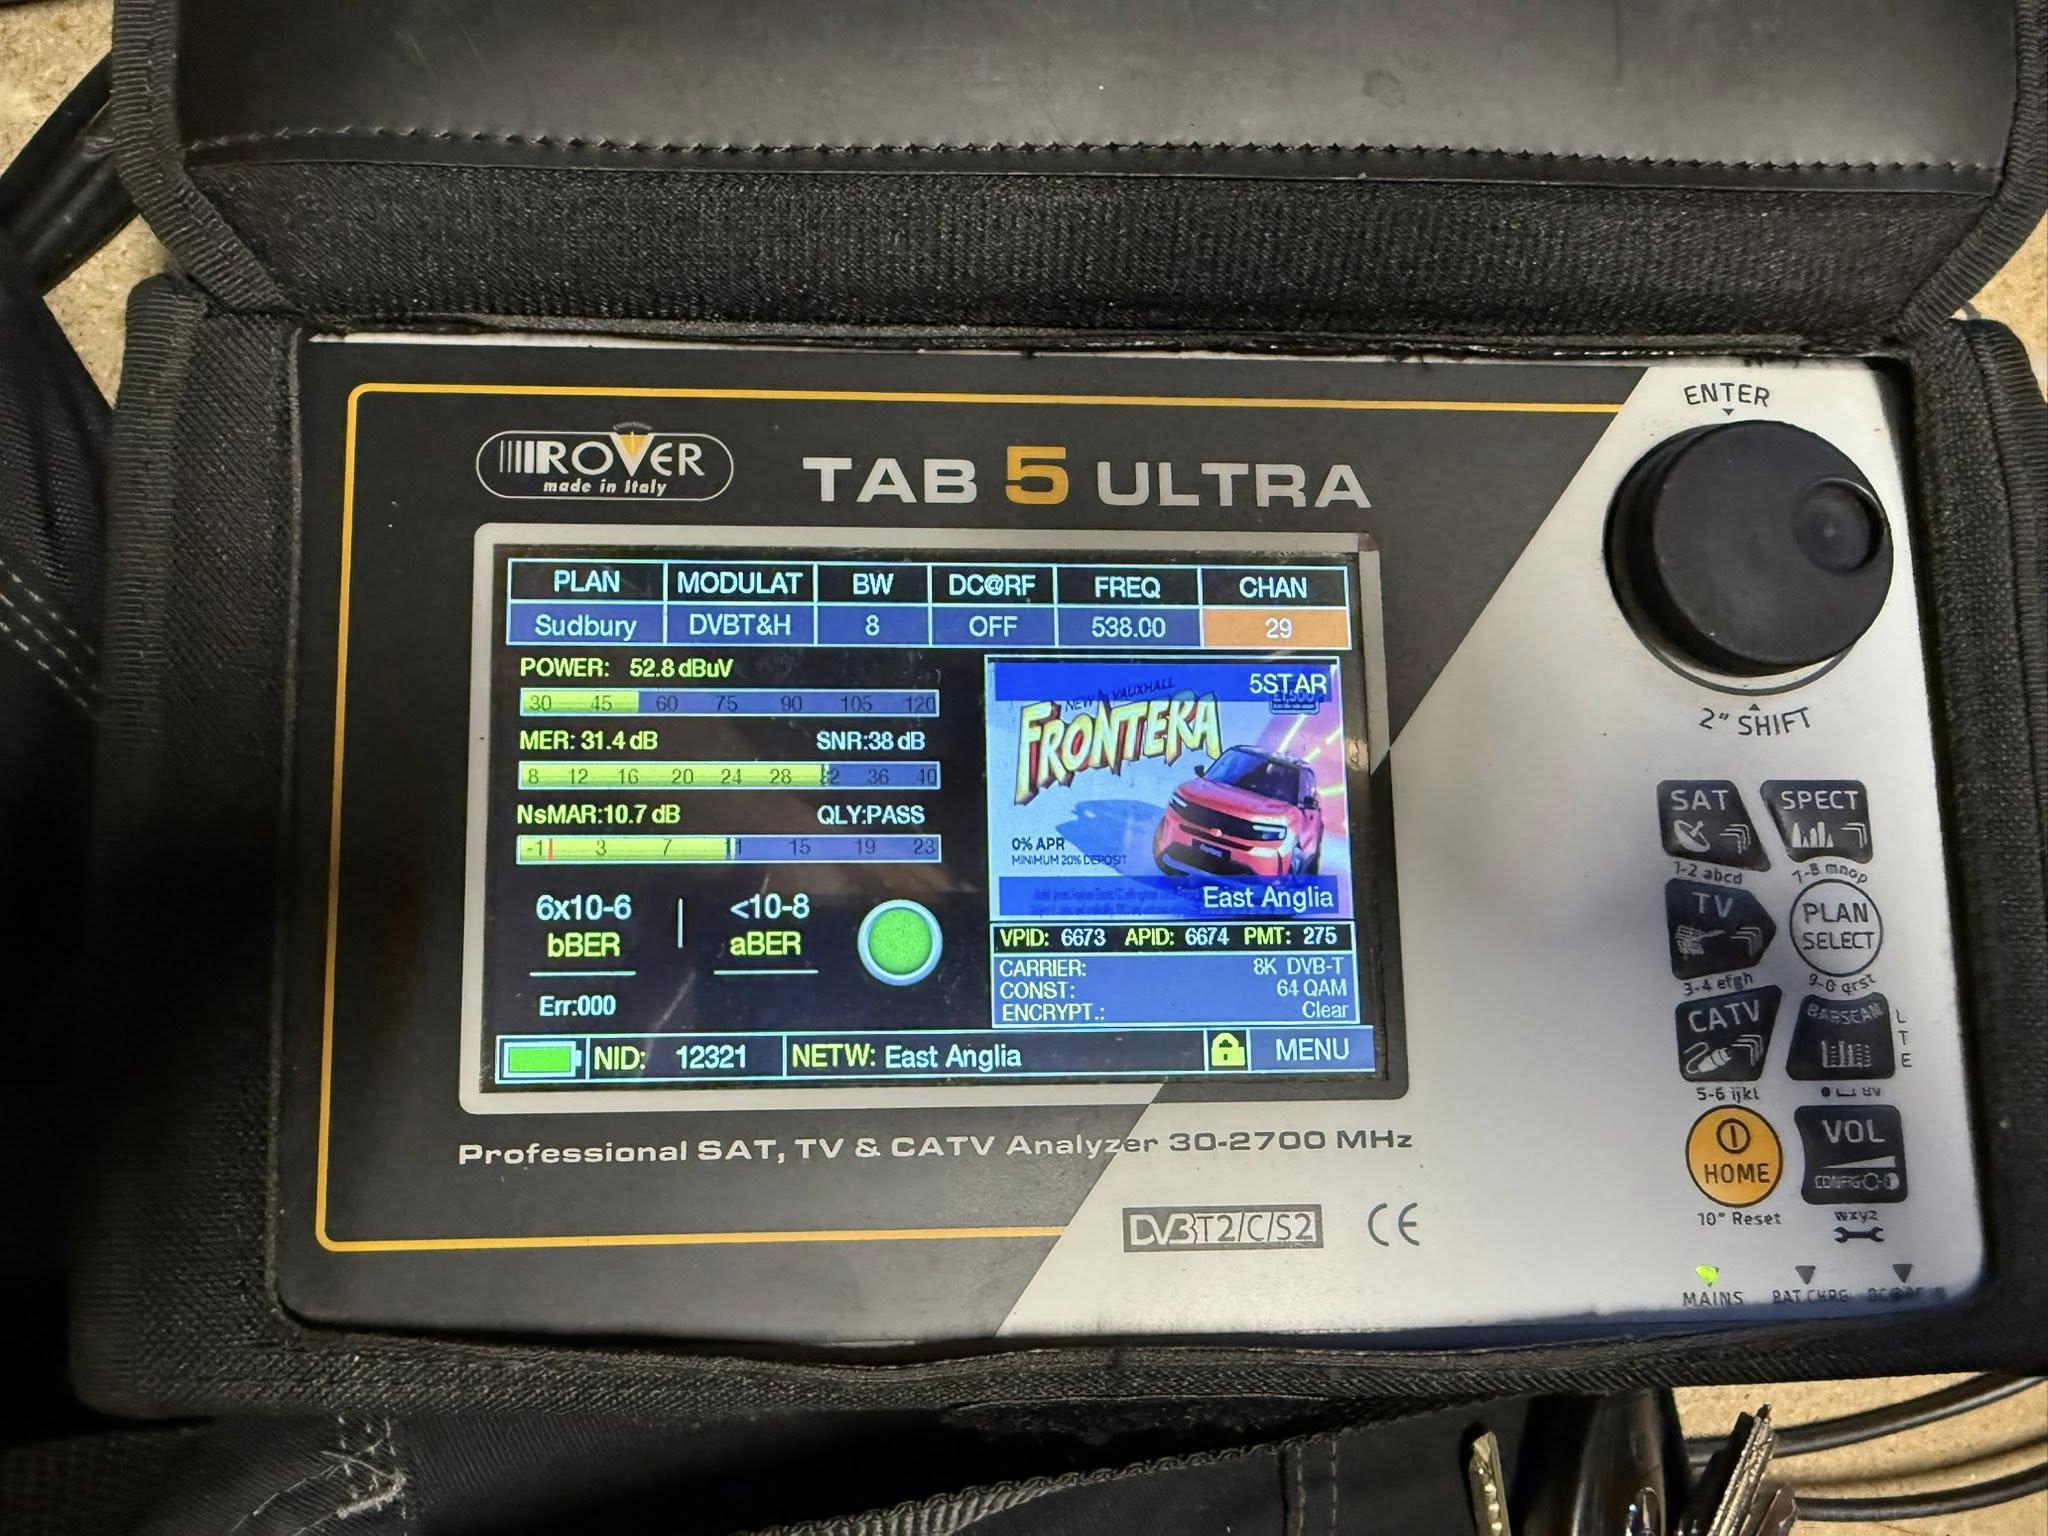 ENTER
ROVER
made in Italy
TAB 5 ULTRA
PLAN MODULAT BW DC@RF FREQ CHAN
Sudbury DVBT&H 8 OFF 538.00 29
POWER: 52.8 dBuV
30 45 60 75 90 105 120
MER: 31.4 dB SNR:38 dB
8 12 16 20 24 28 32 36 40
NsMAR:10.7 dB QLY:PASS
-1 3 7 11 15 19 23
6x10-6 <10-8
bBER aBER
Err:000
5STAR
NEW VAUXHALL
FRONTERA
0% APR
MINIMUM 20% DEPOSIT
East Anglia
VPID: 6673 APID: 6674 PMT: 275
CARRIER: 8K DVB-T
CONST: 64 QAM
ENCRYPT.: Clear
NID: 12321 NETW: East Anglia MENU
Professional SAT, TV & CATV Analyzer 30-2700 MHz
DVB T2/C/S2 CE
2" SHIFT
SAT SPECT
1-2 abcd 7-8 mnop
TV PLAN SELECT
3-4 efgh 9-0 qrst
CATV BARSCAN LTE
5-6 ijkl
HOME VOL
CONFIG
10" Reset wxyz
MAINS BAT.CHRG